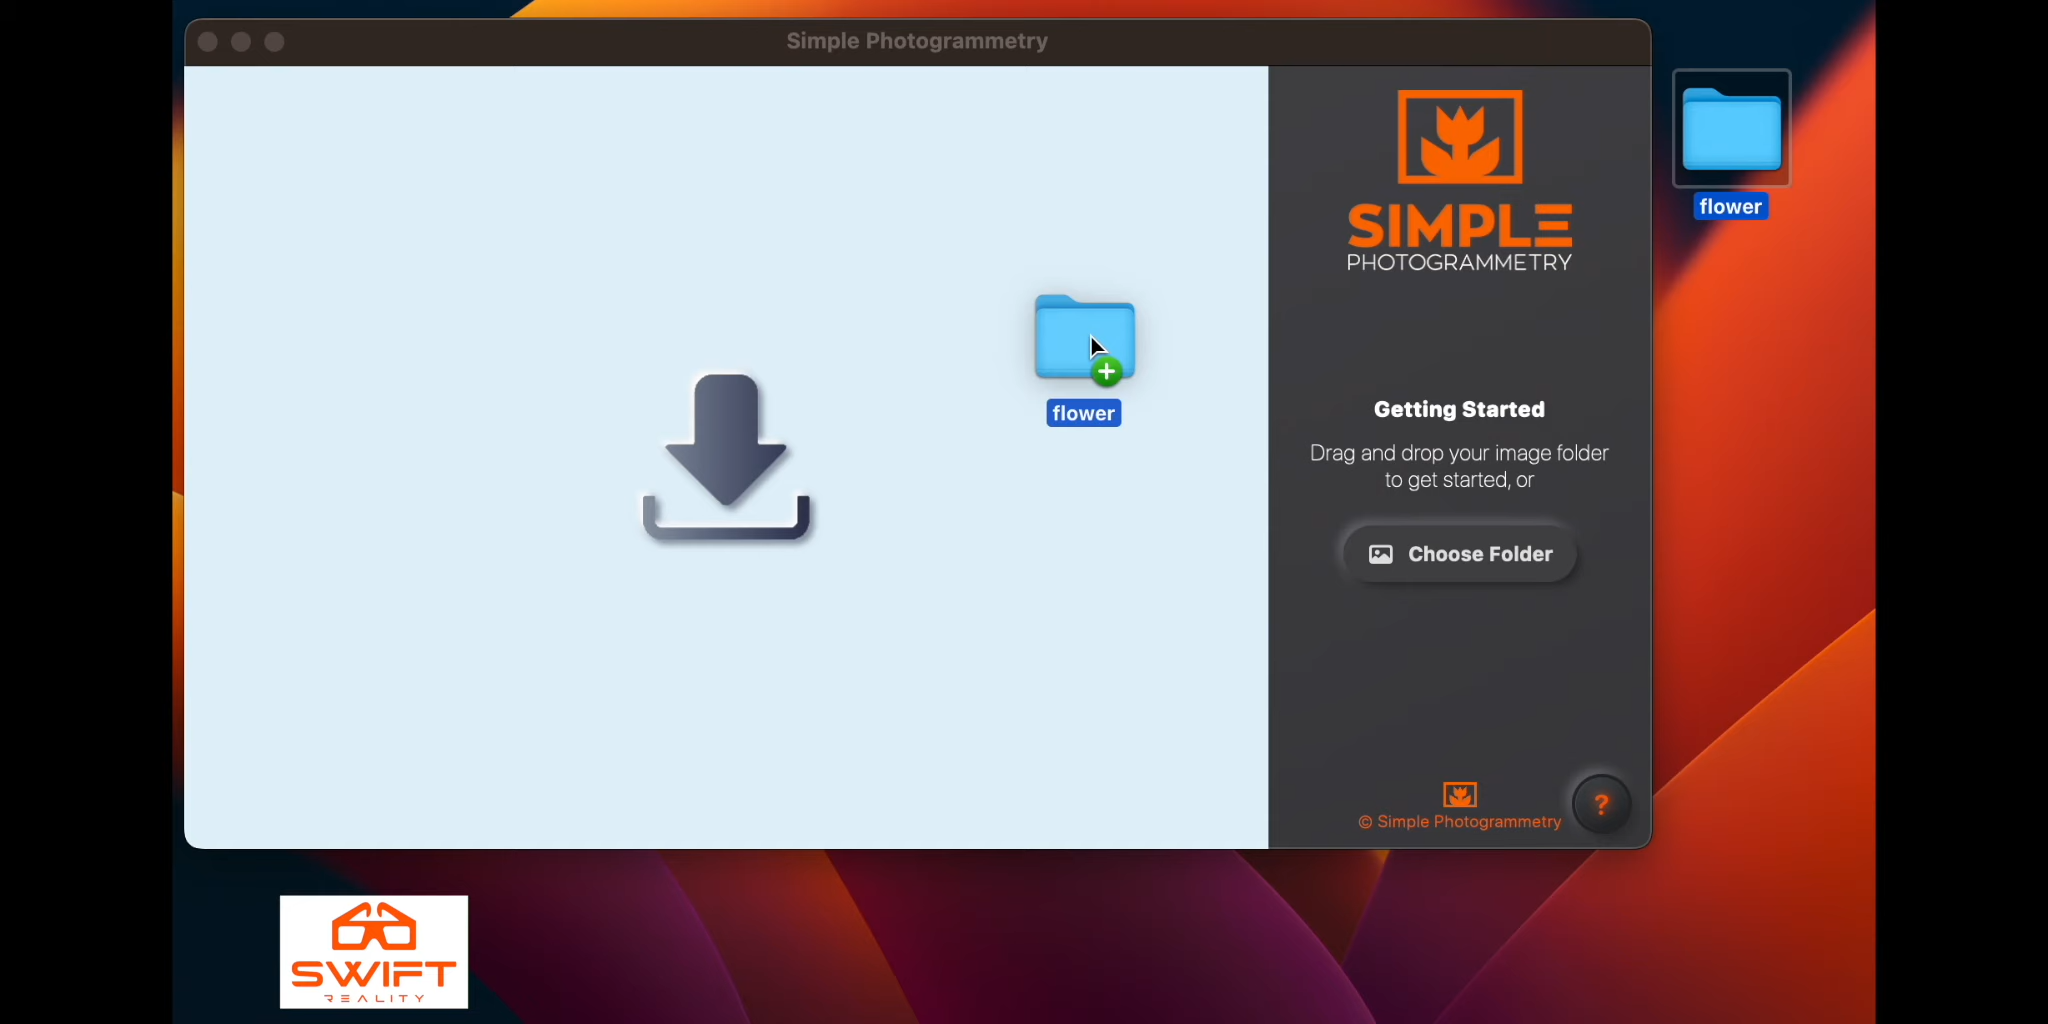 Simple Photogrammetry
flower
SIMPLE
PHOTOGRAMMETRY
flower
Getting Started
Drag and drop your image folder
to get started, or
Choose Folder
© Simple Photogrammetry
?
SWIFT
REALITY